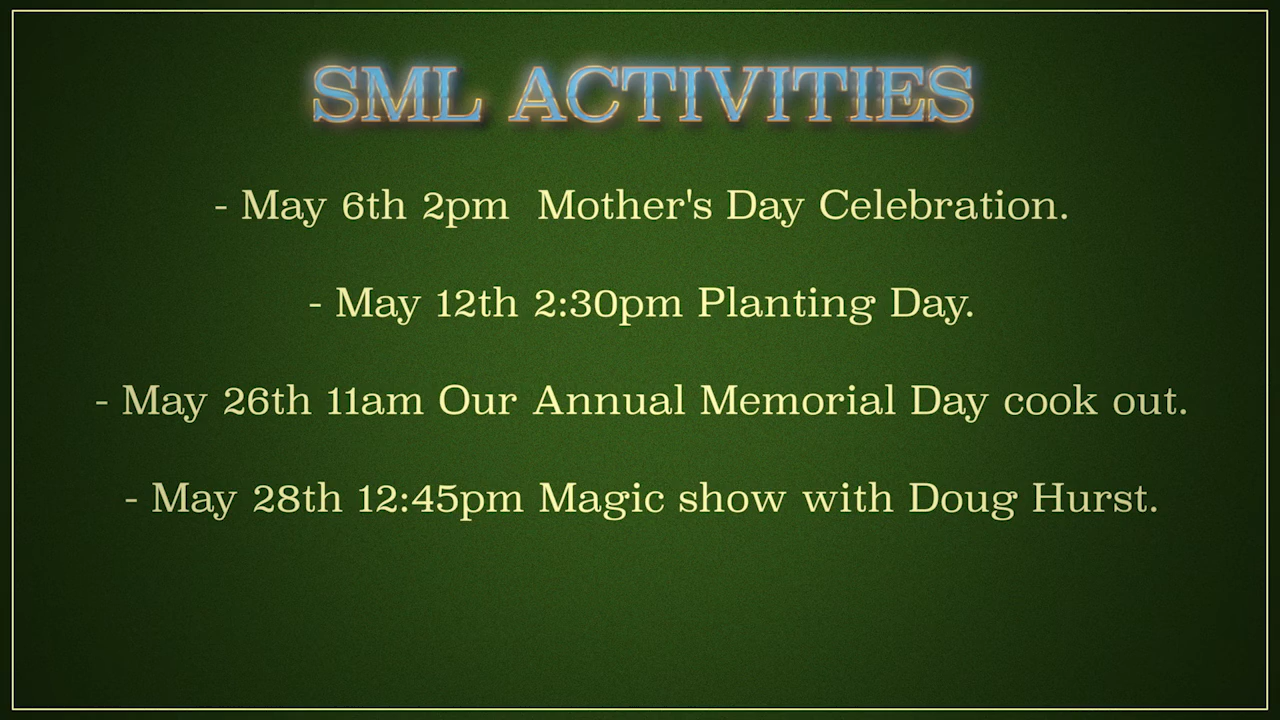 SML ACTIVITIES
- May 6th 2pm  Mother's Day Celebration.
- May 12th 2:30pm Planting Day.
- May 26th 11am Our Annual Memorial Day cook out.
- May 28th 12:45pm Magic show with Doug Hurst.